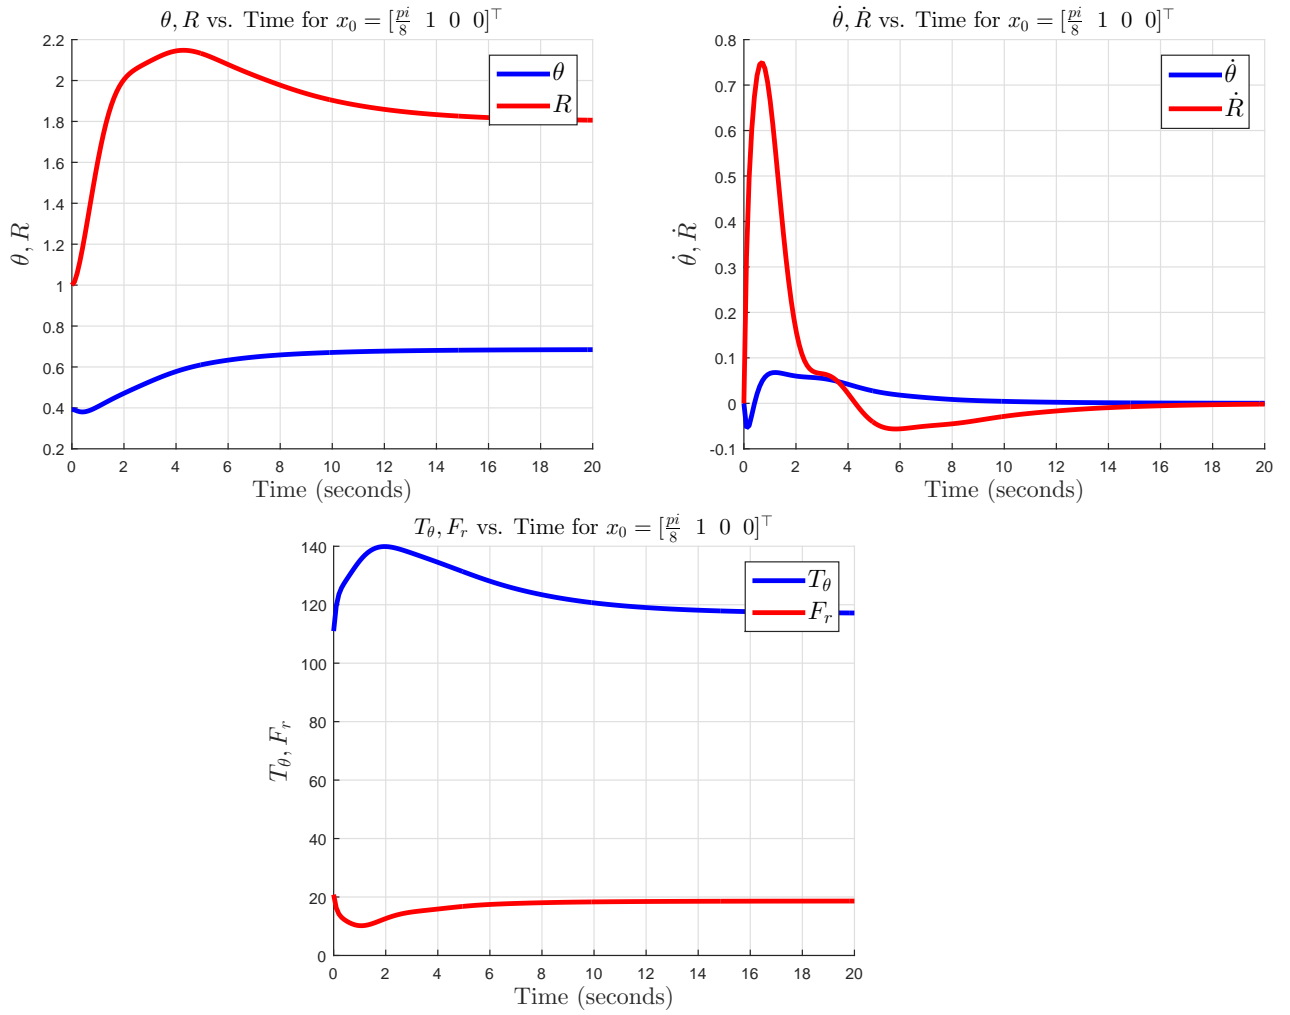 θ, R vs. Time for x₀ = [pi/8 1 0 0]^⊤
2.2
2
1.8
1.6
1.4
1.2
1
0.8
0.6
0.4
0.2
θ, R
θ
R
0 2 4 6 8 10 12 14 16 18 20
Time (seconds)
θ̇, Ṙ vs. Time for x₀ = [pi/8 1 0 0]^⊤
0.8
0.7
0.6
0.5
0.4
0.3
0.2
0.1
0
-0.1
θ̇, Ṙ
θ̇
Ṙ
0 2 4 6 8 10 12 14 16 18 20
Time (seconds)
T_θ, F_r vs. Time for x₀ = [pi/8 1 0 0]^⊤
140
120
100
80
60
40
20
0
T_θ, F_r
T_θ
F_r
0 2 4 6 8 10 12 14 16 18 20
Time (seconds)